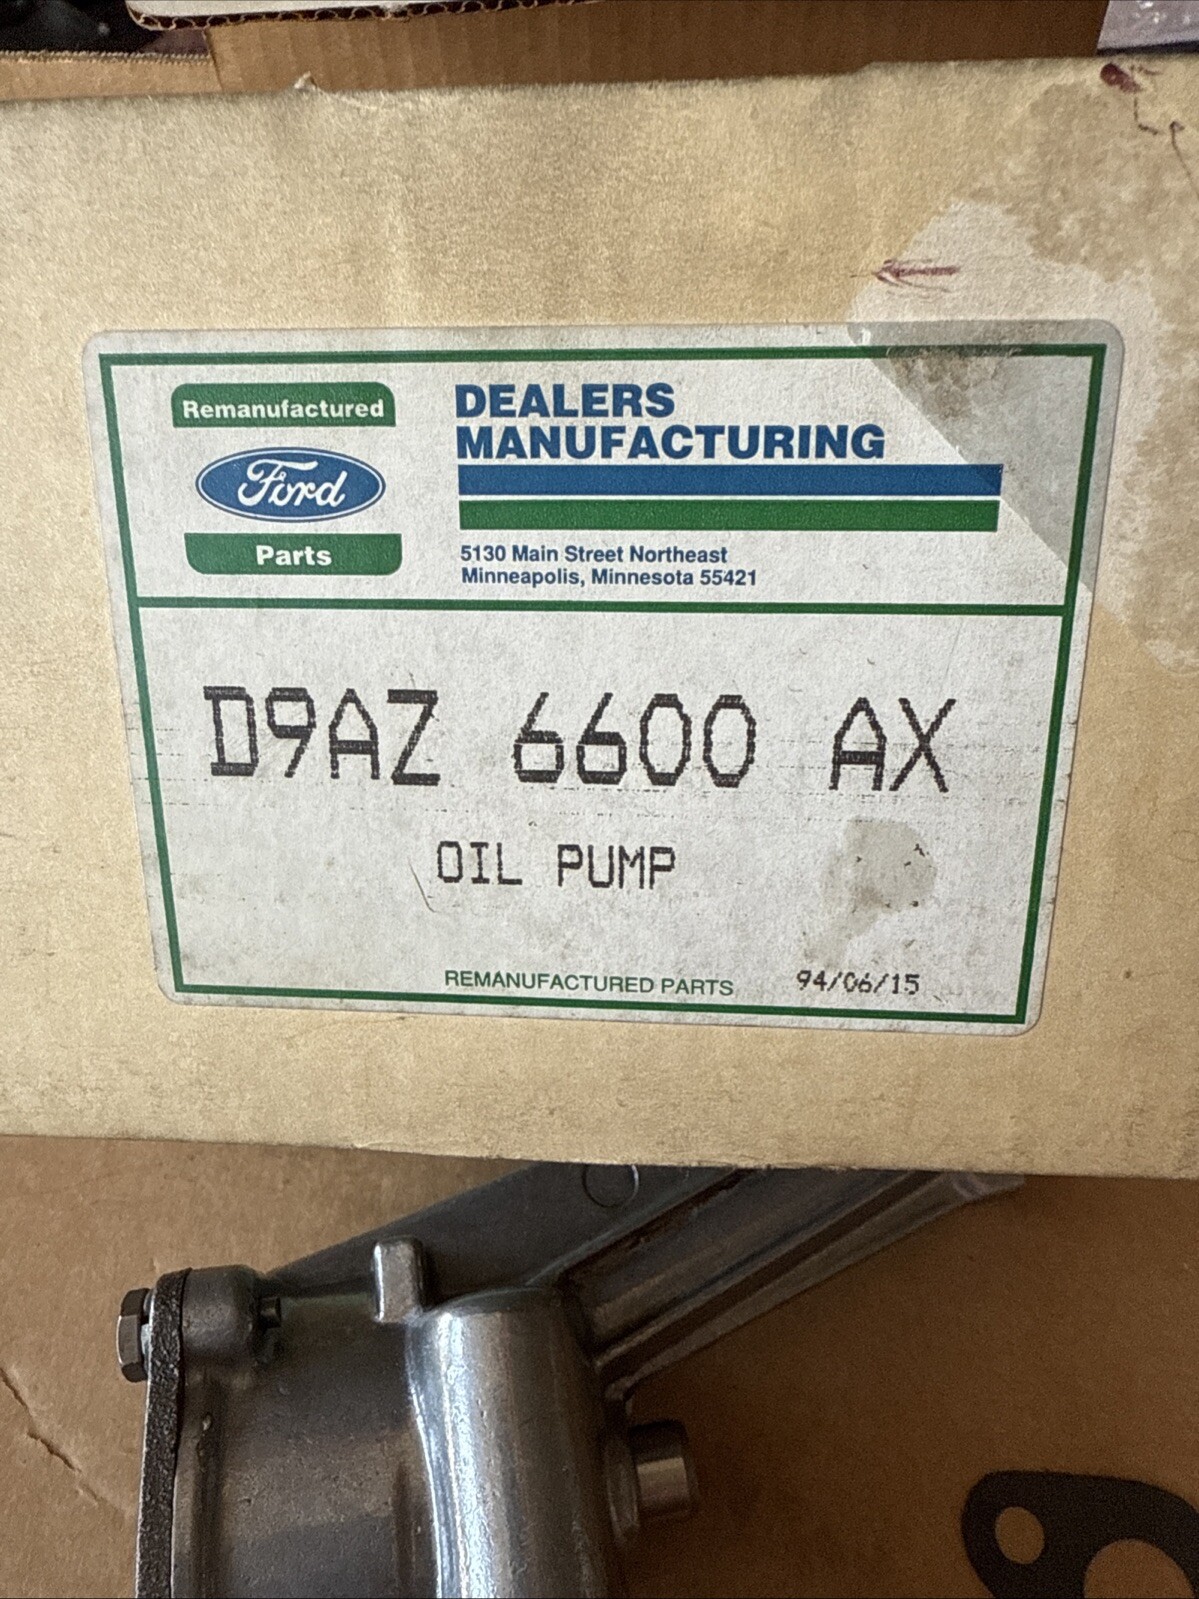 Remanufactured
Ford
Parts
DEALERS
MANUFACTURING
5130 Main Street Northeast
Minneapolis, Minnesota 55421
D9AZ 6600 AX
OIL PUMP
REMANUFACTURED PARTS 94/06/15